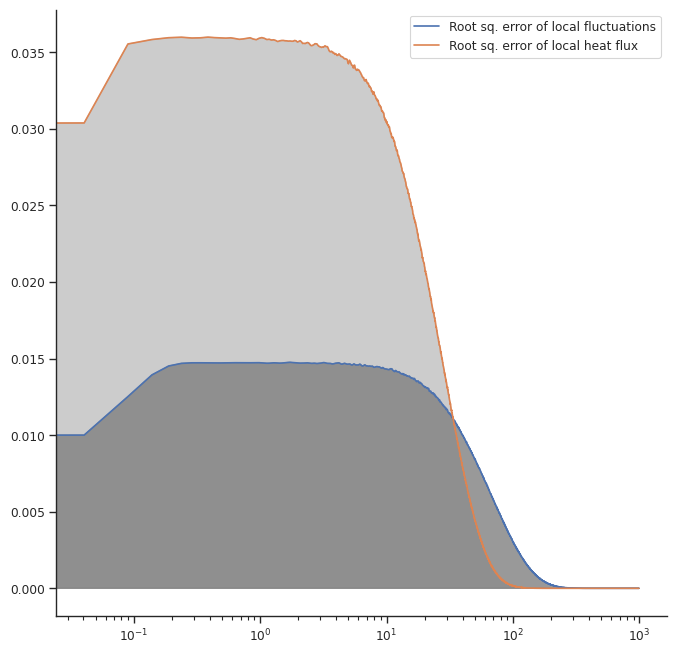 Root sq. error of local fluctuations
Root sq. error of local heat flux
0.035
0.030
0.025
0.020
0.015
0.010
0.005
0.000
10⁻¹ 10⁰ 10¹ 10² 10³